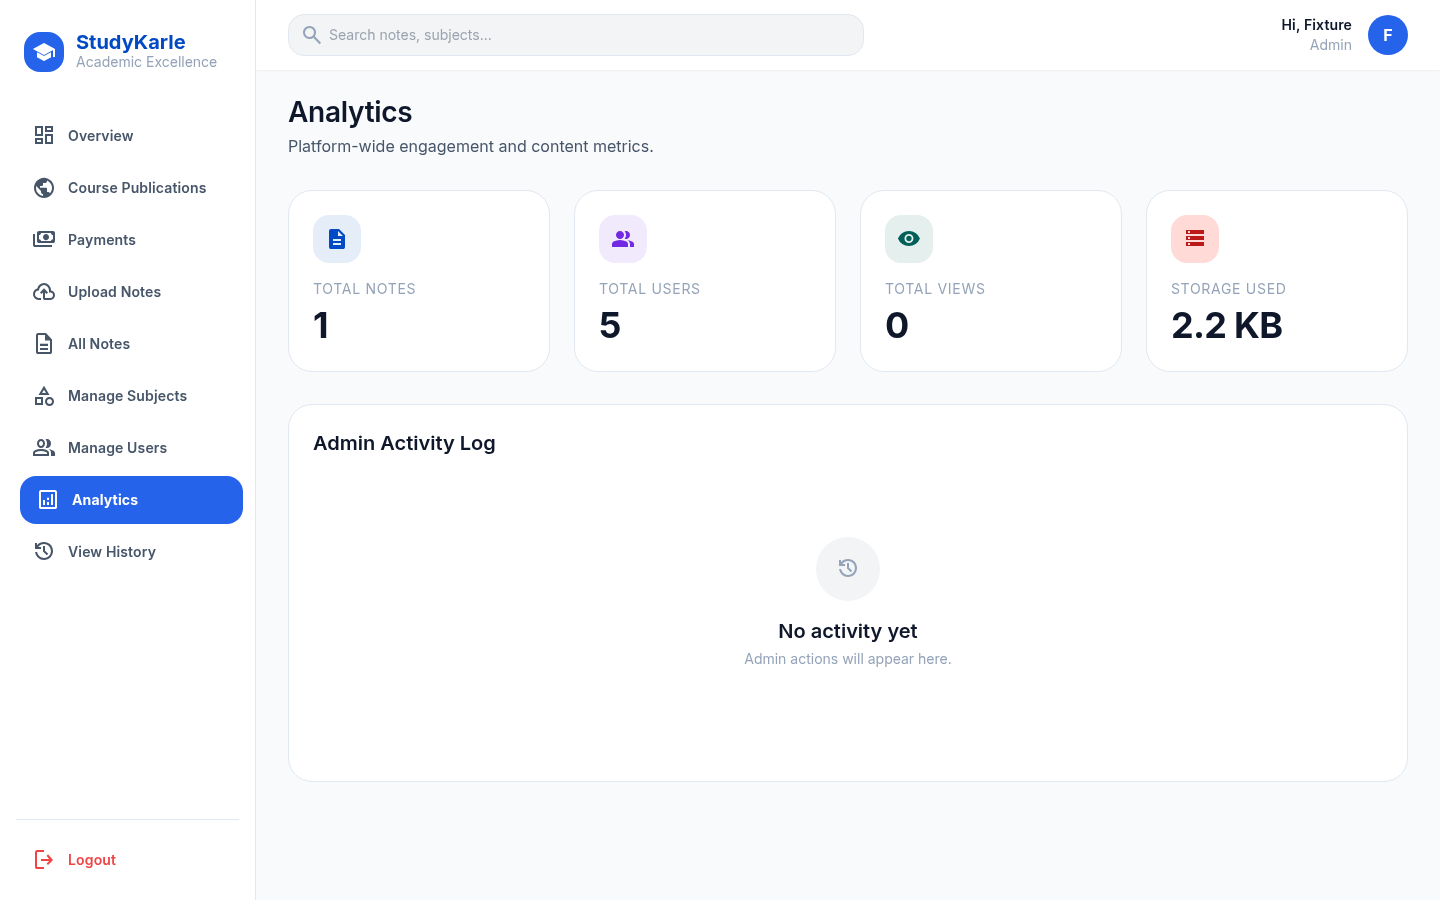 StudyKarle
Academic Excellence
Overview
Course Publications
Payments
Upload Notes
All Notes
Manage Subjects
Manage Users
Analytics
View History
Logout
Search notes, subjects...
Hi, Fixture
Admin
F
Analytics
Platform-wide engagement and content metrics.
TOTAL NOTES
1
TOTAL USERS
5
TOTAL VIEWS
0
STORAGE USED
2.2 KB
Admin Activity Log
No activity yet
Admin actions will appear here.